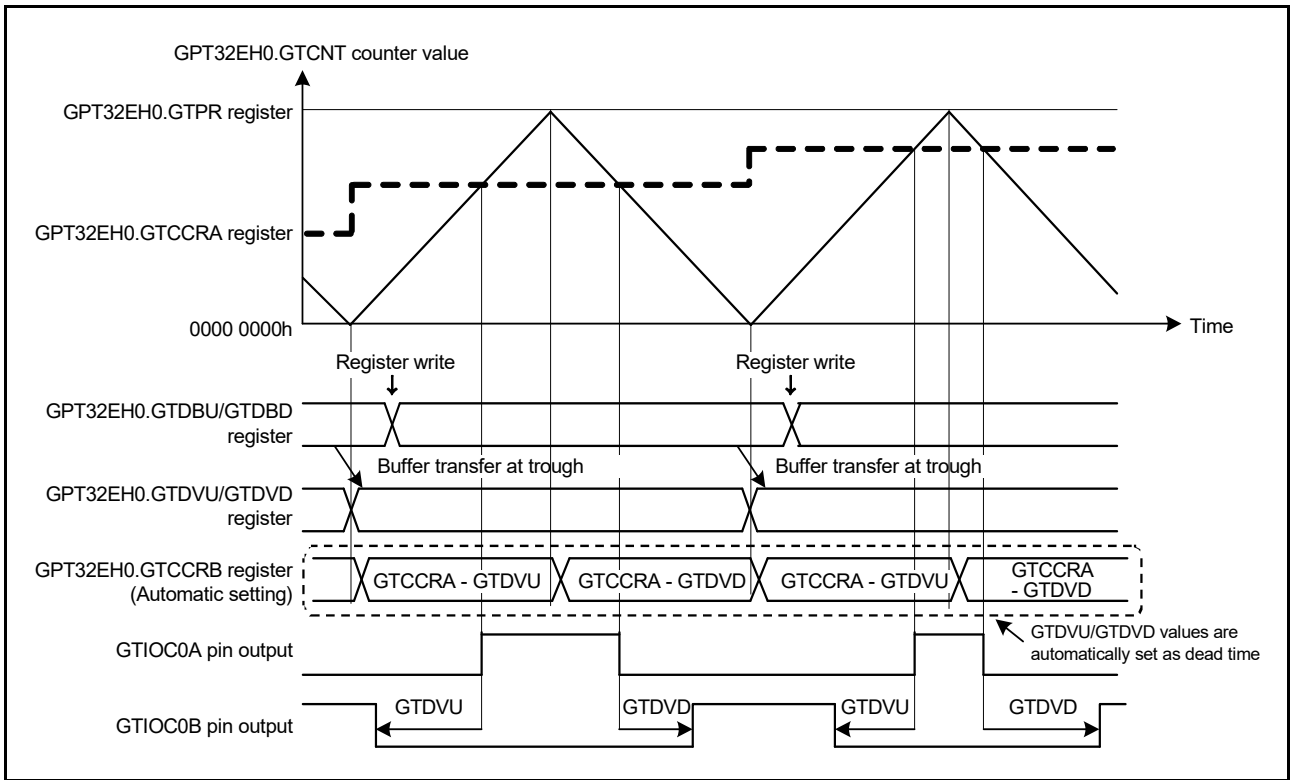 GPT32EH0.GTCNT counter value
GPT32EH0.GTPR register
GPT32EH0.GTCCRA register
0000 0000h
Time
Register write
Register write
GPT32EH0.GTDBU/GTDBD
register
Buffer transfer at trough
Buffer transfer at trough
GPT32EH0.GTDVU/GTDVD
register
GPT32EH0.GTCCRB register
(Automatic setting)
GTCCRA - GTDVU
GTCCRA - GTDVD
GTCCRA - GTDVU
GTCCRA
- GTDVD
GTDVU/GTDVD values are
automatically set as dead time
GTIOC0A pin output
GTIOC0B pin output
GTDVU
GTDVD
GTDVU
GTDVD